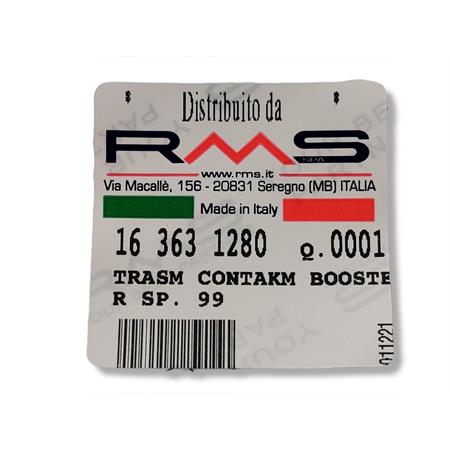 Distribuito da
RMS
SPA
www.rms.it
Via Macallè, 156 - 20831 Seregno (MB) ITALIA
Made in Italy
16 363 1280 Q.0001
TRASM CONTAKM BOOSTE
R SP. 99
011221